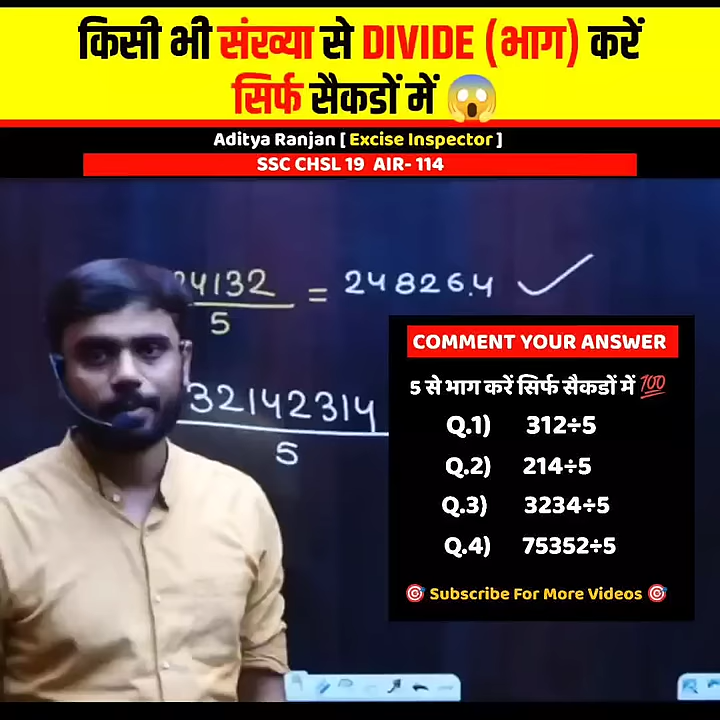 किसी भी संख्या से DIVIDE (भाग) करें
सिर्फ सैकडों में 😱
Aditya Ranjan [ Excise Inspector ]
SSC CHSL 19 AIR- 114
24132
5
= 24826.4 ✓
32142314
5
COMMENT YOUR ANSWER
5 से भाग करें सिर्फ सैकडों में 💯
Q.1) 312÷5
Q.2) 214÷5
Q.3) 3234÷5
Q.4) 75352÷5
🎯 Subscribe For More Videos 🎯